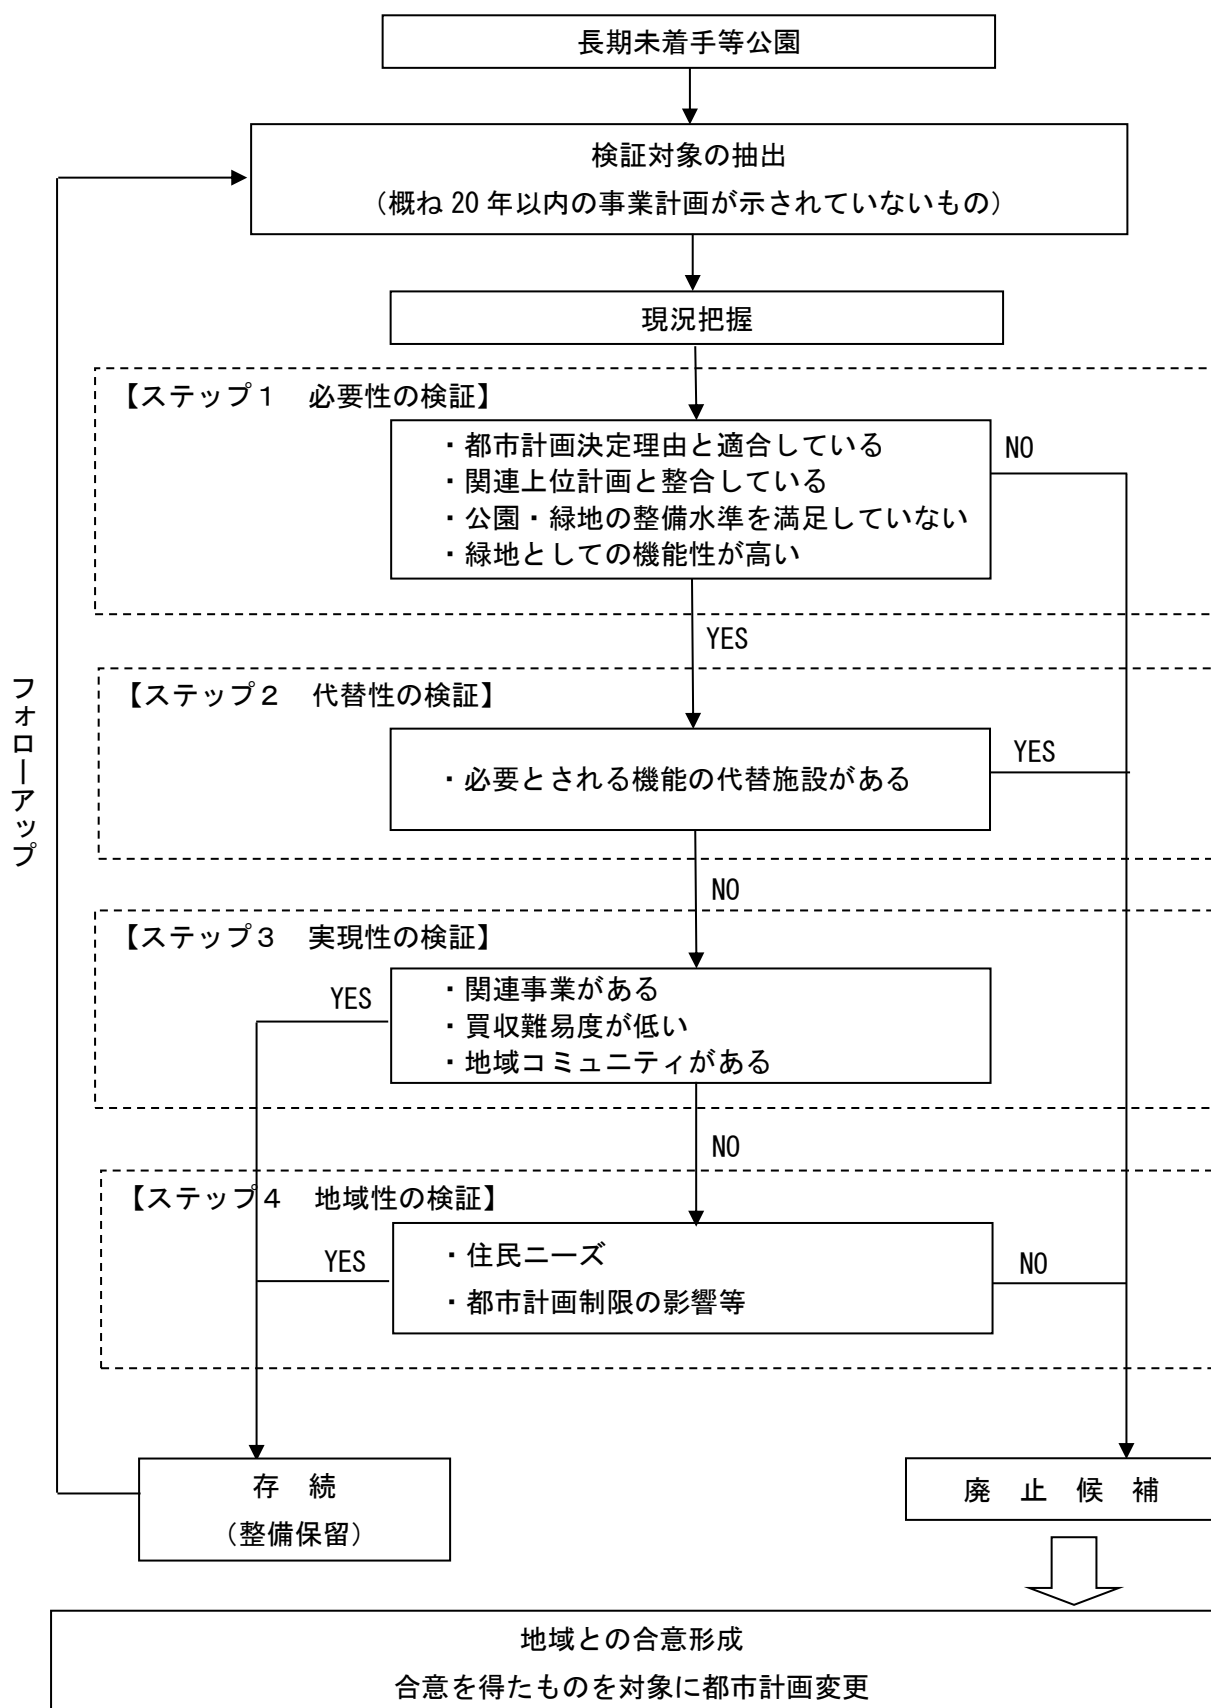 長期未着手等公園
検証対象の抽出
（概ね 20 年以内の事業計画が示されていないもの）
現況把握
【ステップ１　必要性の検証】
・都市計画決定理由と適合している
・関連上位計画と整合している
・公園・緑地の整備水準を満足していない
・緑地としての機能性が高い
NO
YES
【ステップ２　代替性の検証】
・必要とされる機能の代替施設がある
YES
NO
フォローアップ
【ステップ３　実現性の検証】
YES
・関連事業がある
・買収難易度が低い
・地域コミュニティがある
NO
【ステップ４　地域性の検証】
YES
・住民ニーズ
・都市計画制限の影響等
NO
存　続
（整備保留）
廃　止　候　補
地域との合意形成
合意を得たものを対象に都市計画変更